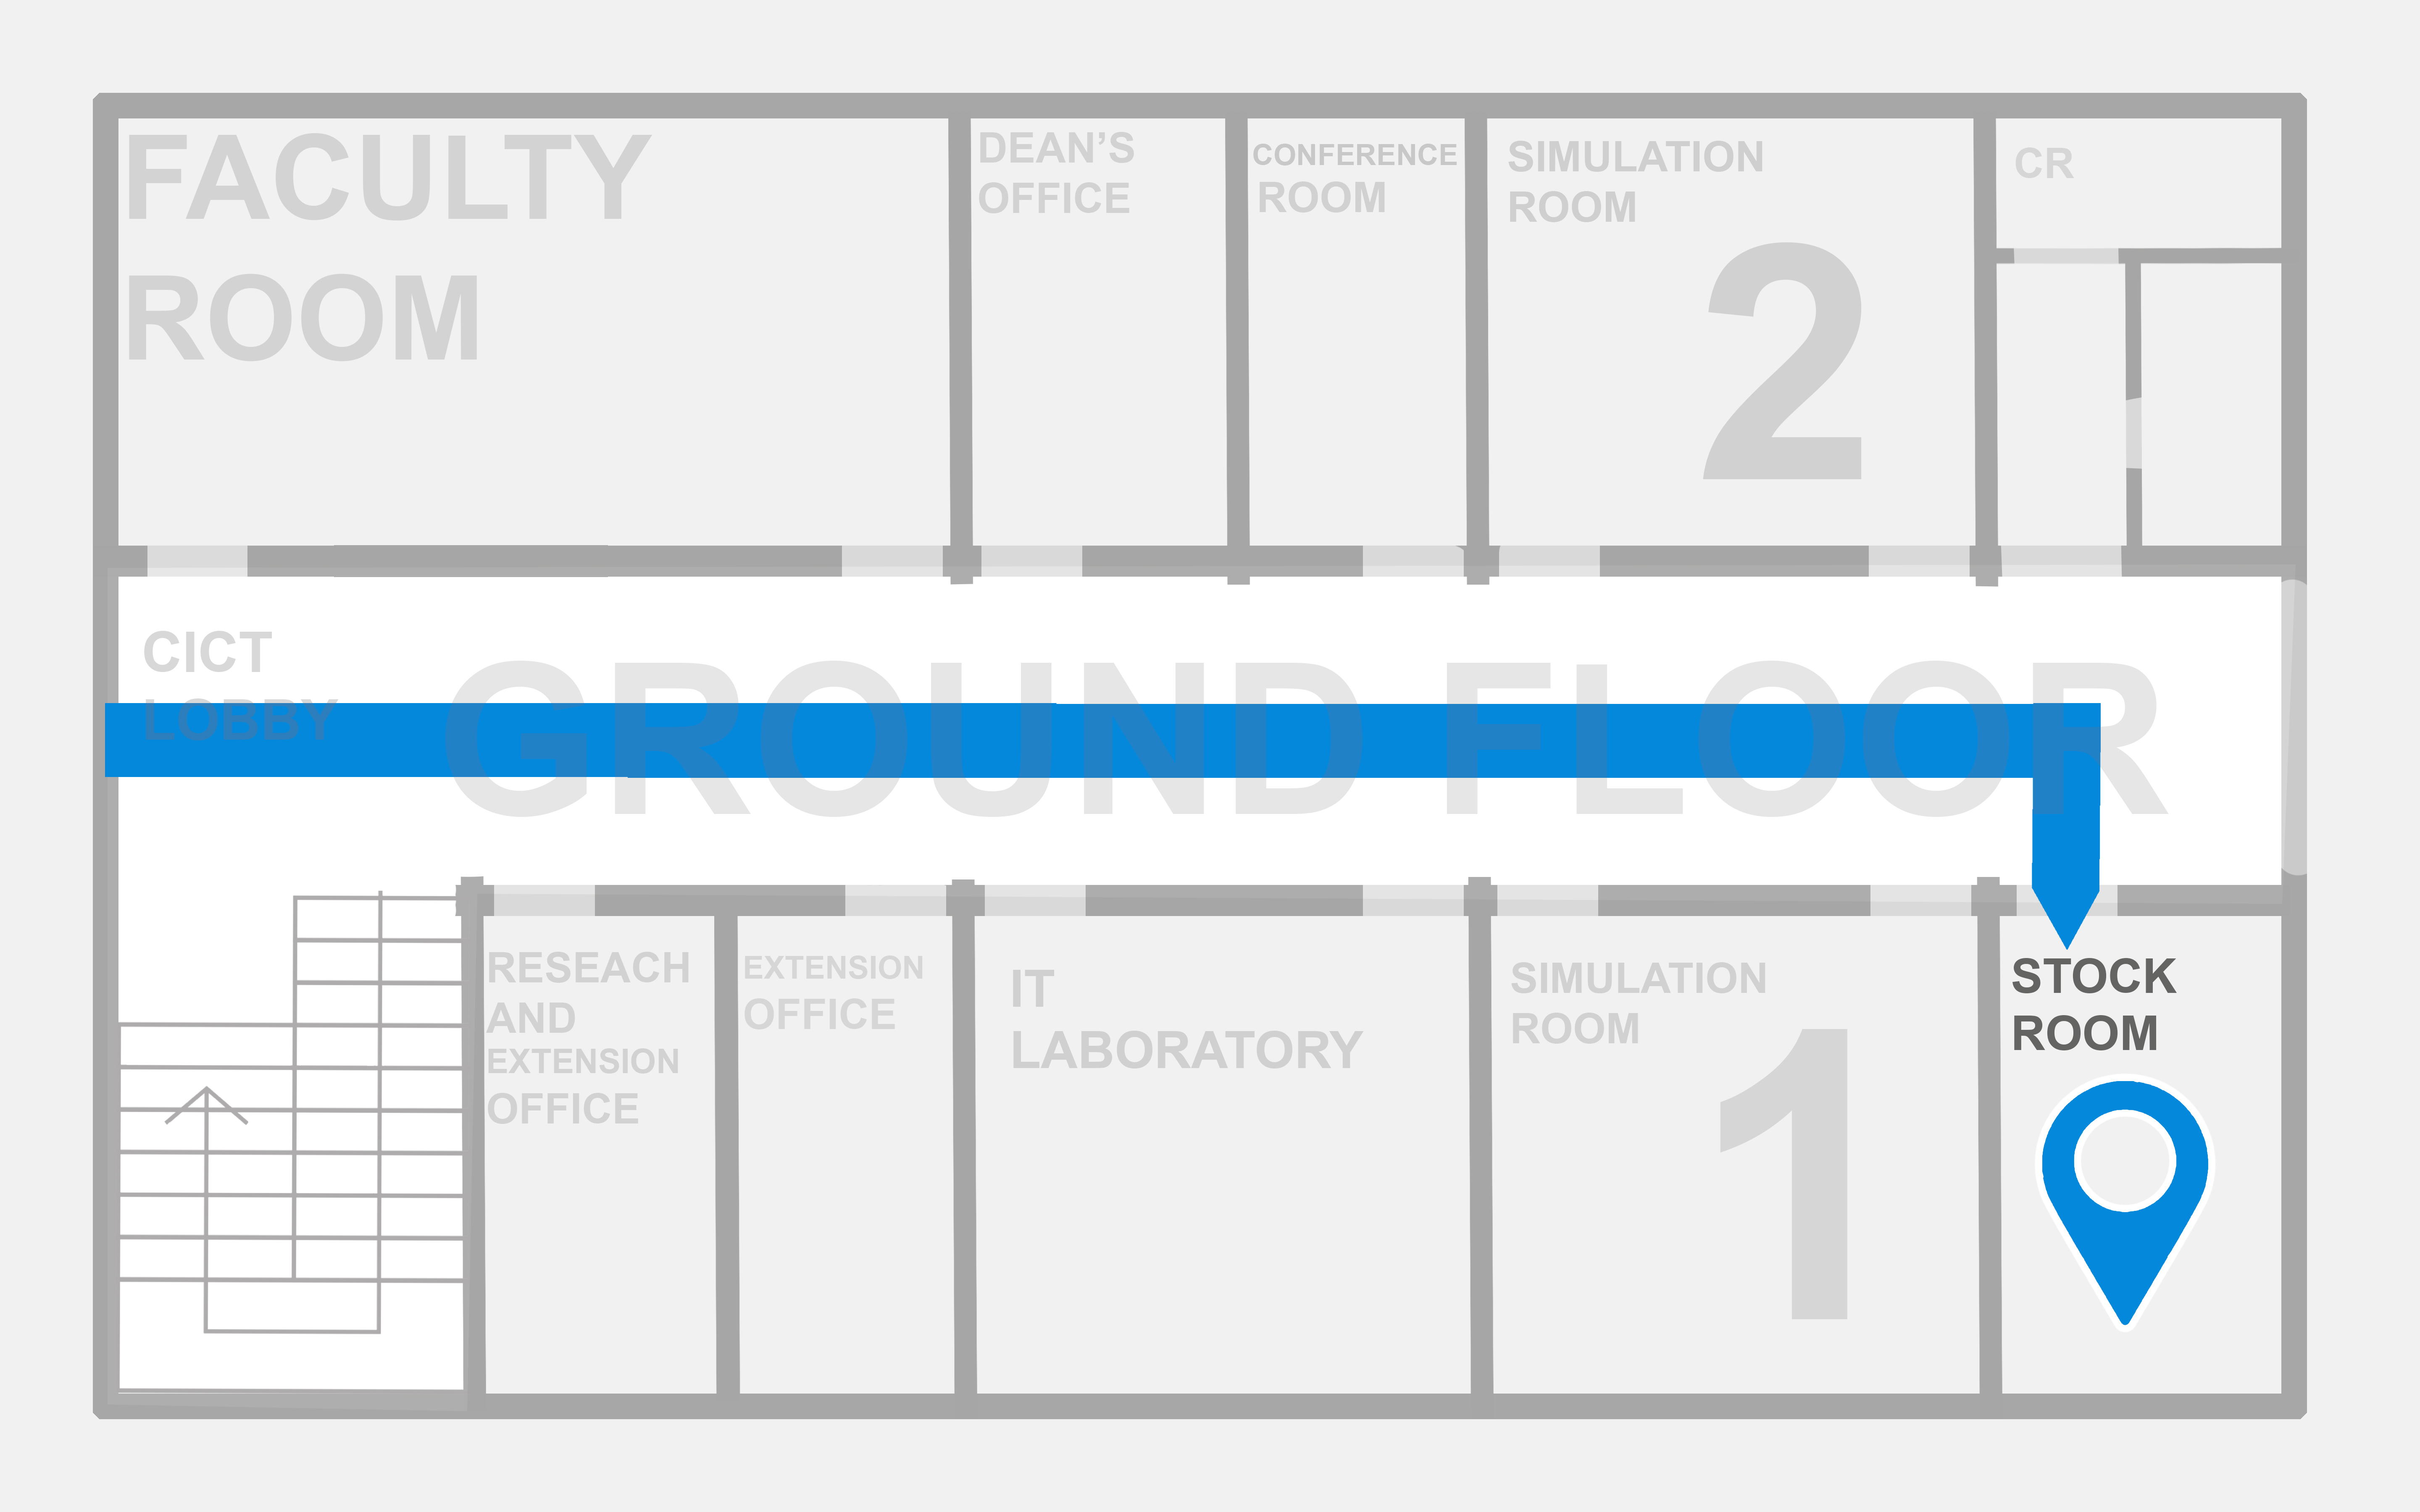 FACULTY
ROOM
DEAN'S
OFFICE
CONFERENCE
ROOM
SIMULATION
ROOM
2
CR
CICT
LOBBY
GROUND FLOOR
RESEACH
AND
EXTENSION
OFFICE
EXTENSION
OFFICE
IT
LABORATORY
SIMULATION
ROOM
1
STOCK
ROOM